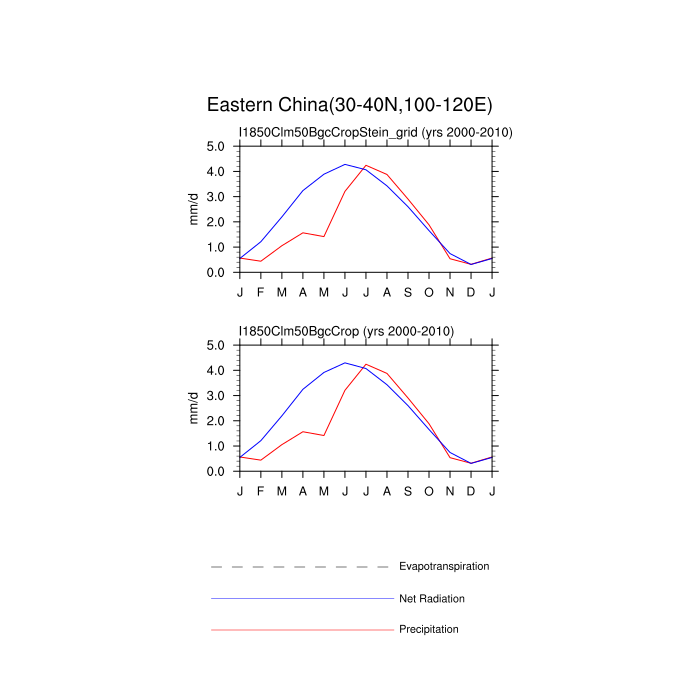 Eastern China(30-40N,100-120E)
I1850Clm50BgcCropStein_grid (yrs 2000-2010)
5.0
4.0
3.0
2.0
1.0
0.0
mm/d
J F M A M J J A S O N D J
I1850Clm50BgcCrop (yrs 2000-2010)
5.0
4.0
3.0
2.0
1.0
0.0
mm/d
J F M A M J J A S O N D J
Evapotranspiration
Net Radiation
Precipitation